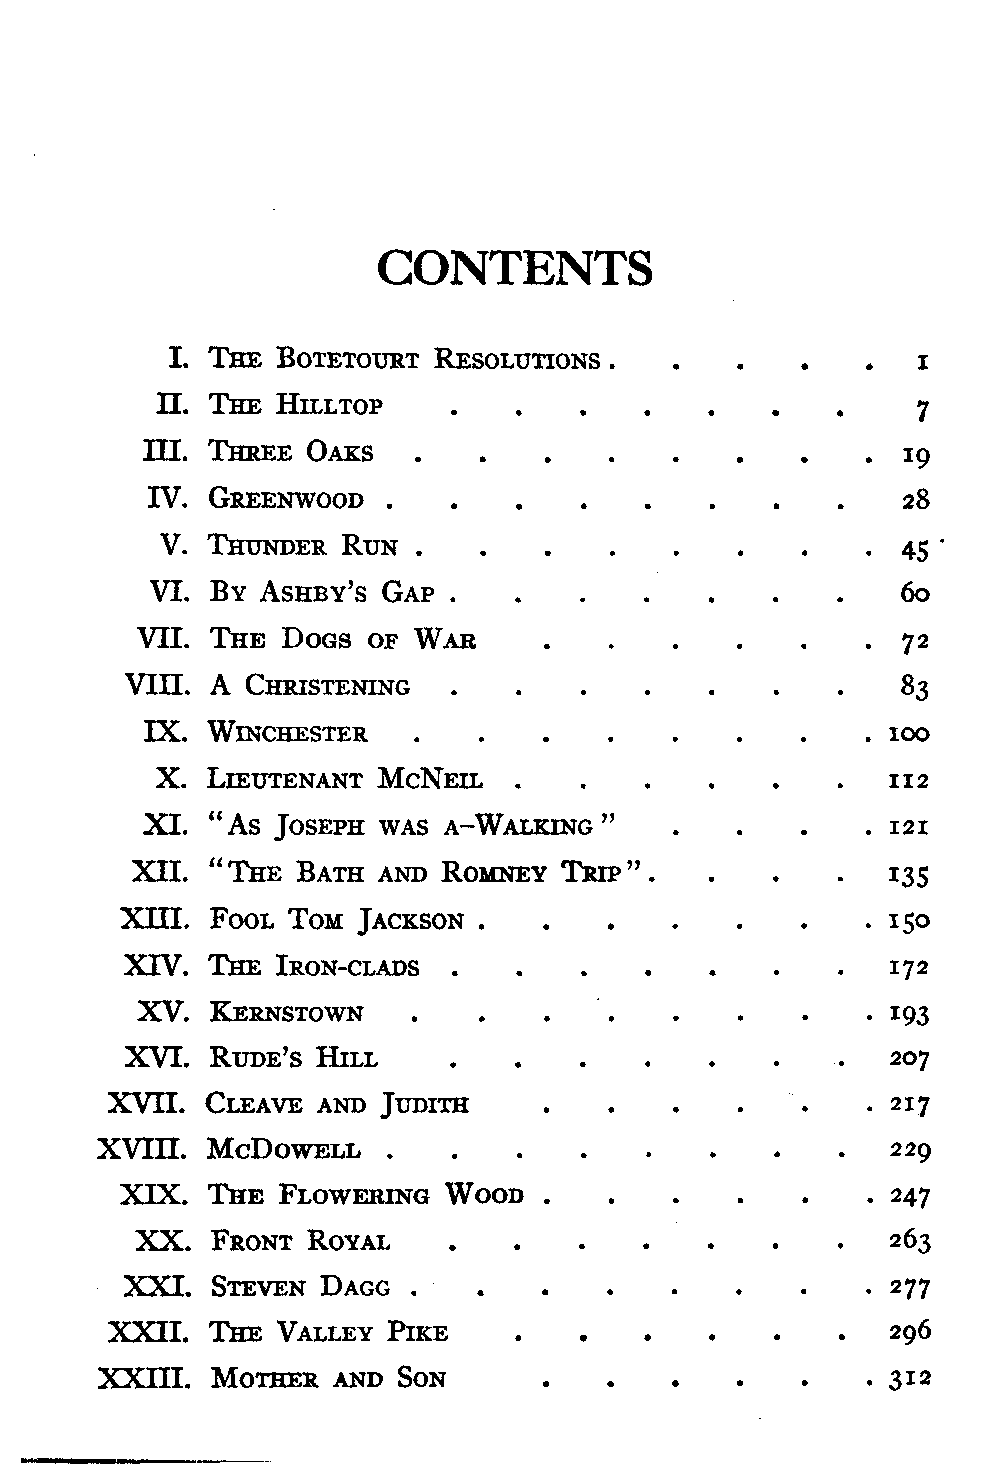 CONTENTS
I. The Botetourt Resolutions . . . . . 1
II. The Hilltop . . . . . . . 7
III. Three Oaks . . . . . . . . 19
IV. Greenwood . . . . . . . . 28
V. Thunder Run . . . . . . . . 45
VI. By Ashby's Gap . . . . . . . 60
VII. The Dogs of War . . . . . . 72
VIII. A Christening . . . . . . . 83
IX. Winchester . . . . . . . . 100
X. Lieutenant McNeil . . . . . . 112
XI. "As Joseph was a-Walking" . . . . 121
XII. "The Bath and Romney Trip" . . . . 135
XIII. Fool Tom Jackson . . . . . . . 150
XIV. The Iron-clads . . . . . . . 172
XV. Kernstown . . . . . . . . 193
XVI. Rude's Hill . . . . . . . 207
XVII. Cleave and Judith . . . . . . 217
XVIII. McDowell . . . . . . . . 229
XIX. The Flowering Wood . . . . . . 247
XX. Front Royal . . . . . . . 263
XXI. Steven Dagg . . . . . . . . 277
XXII. The Valley Pike . . . . . . 296
XXIII. Mother and Son . . . . . . 312